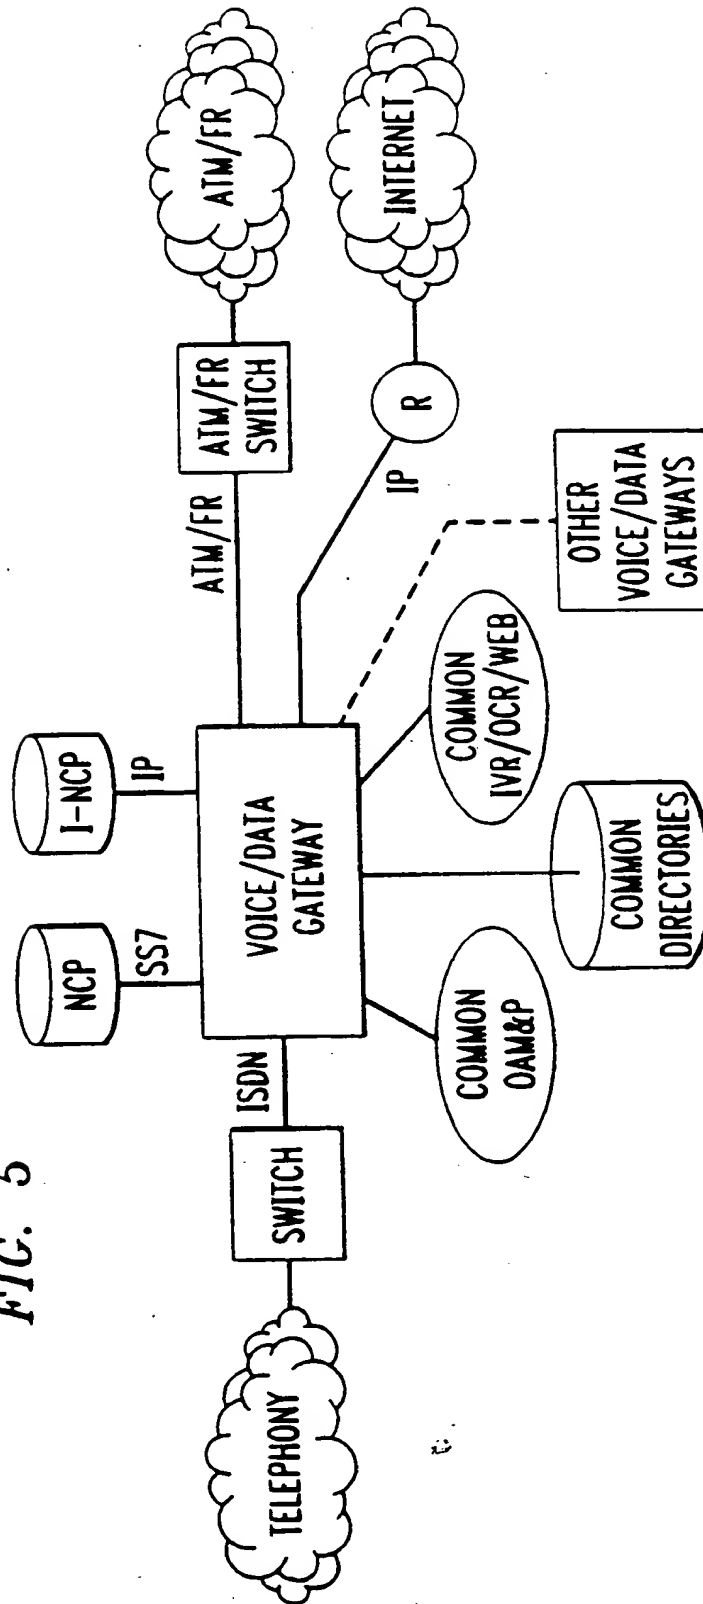 FIG. 5
NCP
I-NCP
SS7
IP
TELEPHONY
SWITCH
ISDN
VOICE/DATA
GATEWAY
ATM/FR
ATM/FR
SWITCH
ATM/FR
IP
R
INTERNET
COMMON
OAM&P
COMMON
DIRECTORIES
COMMON
IVR/OCR/WEB
OTHER
VOICE/DATA
GATEWAYS